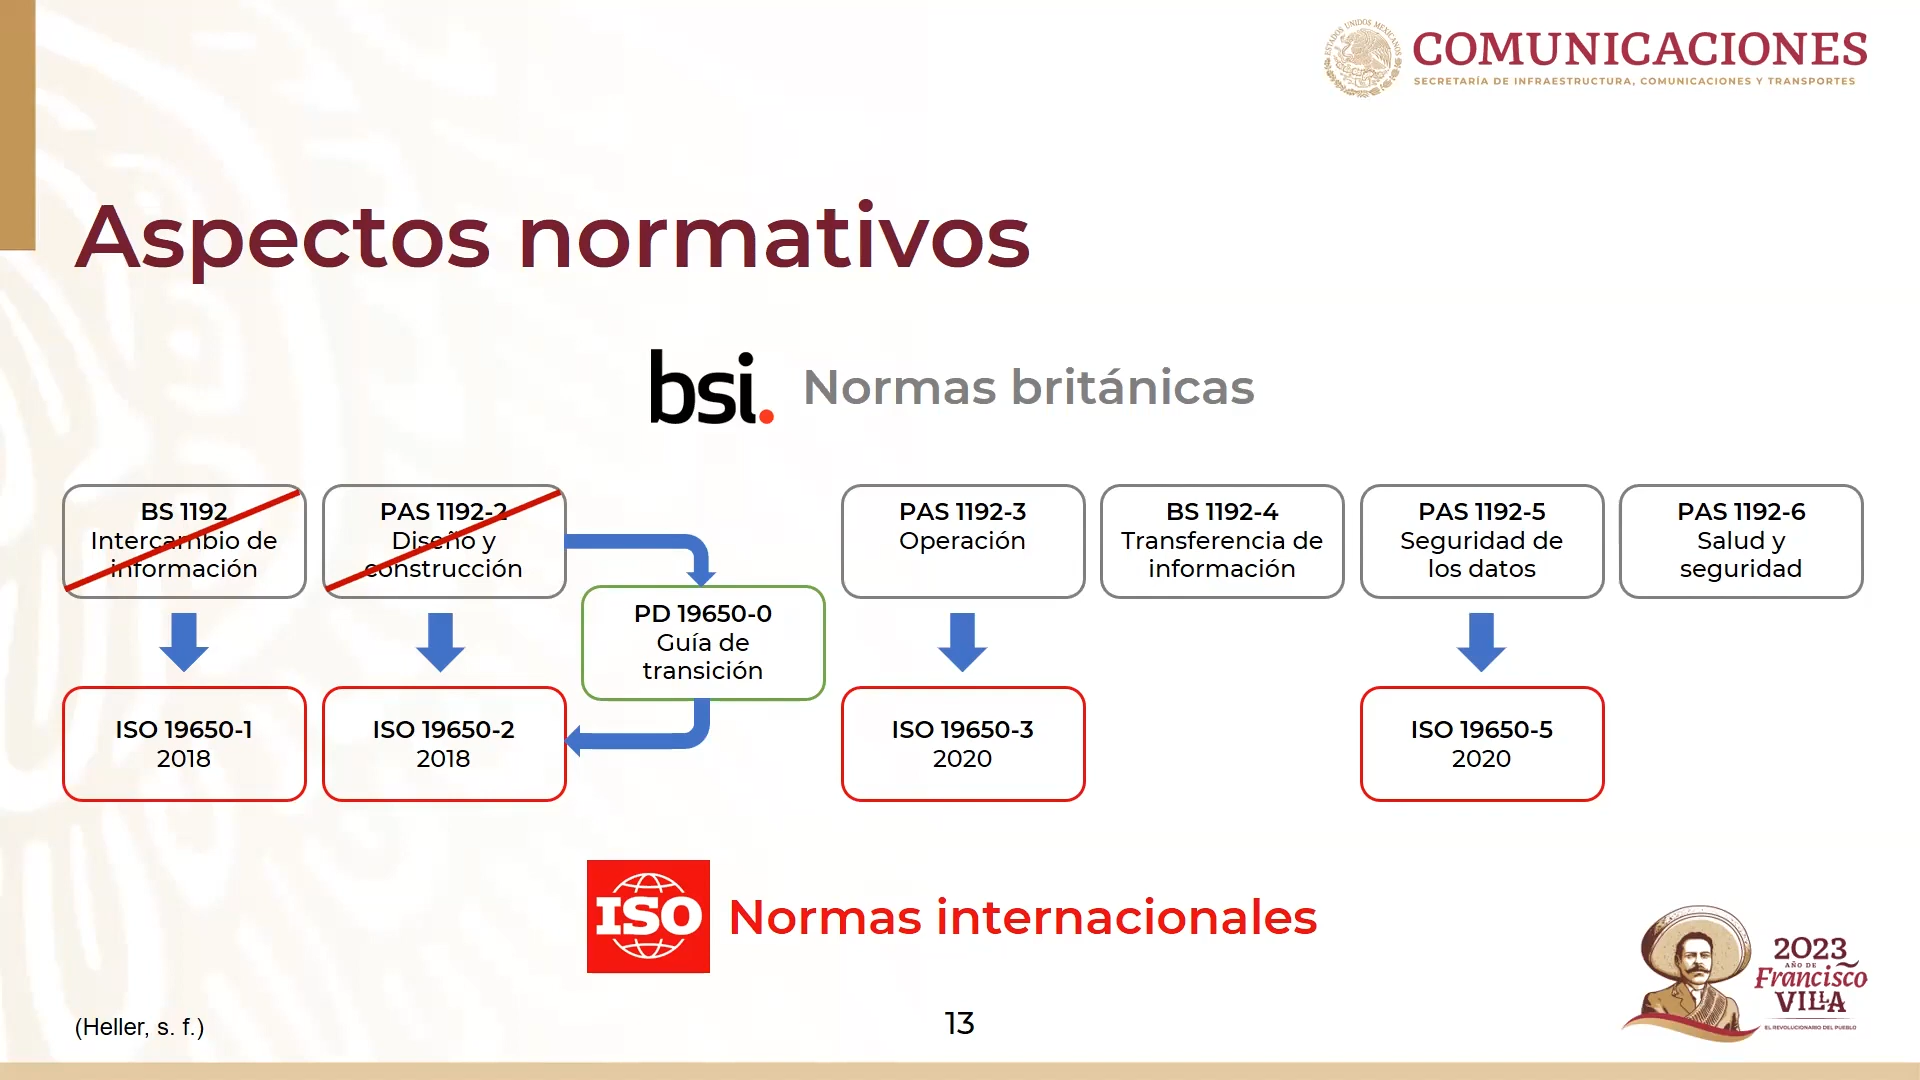 ESTADOS UNIDOS MEXICANOS
COMUNICACIONES
SECRETARÍA DE INFRAESTRUCTURA, COMUNICACIONES Y TRANSPORTES
Aspectos normativos
bsi. Normas británicas
BS 1192
Intercambio de
información
PAS 1192-2
Diseño y
construcción
PD 19650-0
Guía de
transición
PAS 1192-3
Operación
BS 1192-4
Transferencia de
información
PAS 1192-5
Seguridad de
los datos
PAS 1192-6
Salud y
seguridad
ISO 19650-1
2018
ISO 19650-2
2018
ISO 19650-3
2020
ISO 19650-5
2020
ISO Normas internacionales
2023
AÑO DE
Francisco
VILLA
EL REVOLUCIONARIO DEL PUEBLO
(Heller, s. f.)
13